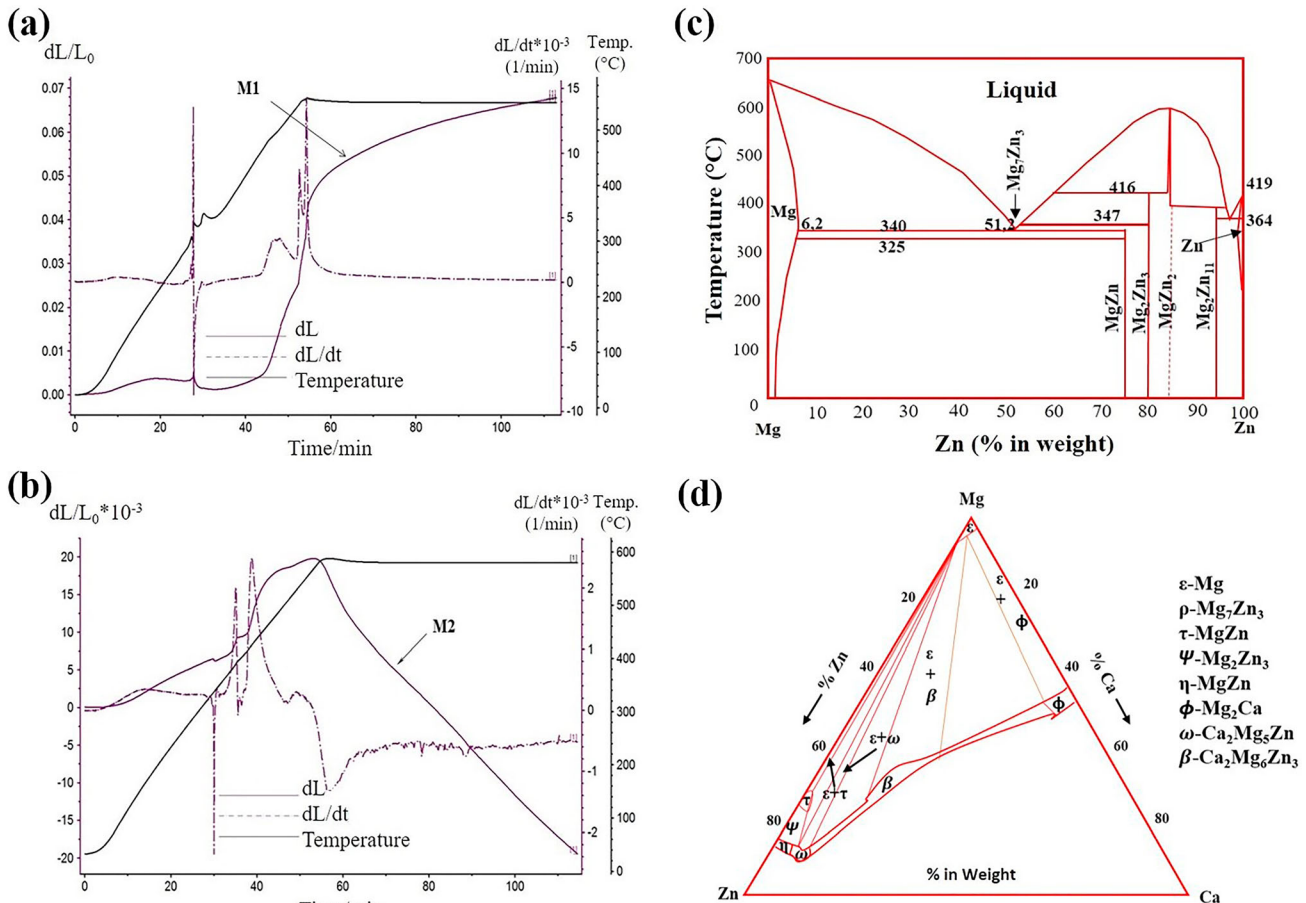 (a)
dL/L0
dL/dt*10-3
(1/min)
Temp.
(°C)
M1
0.07
0.06
0.05
0.04
0.03
0.02
0.01
0.00
15
10
5
0
-5
-10
500
400
300
200
100
0
dL
dL/dt
Temperature
0 20 40 60 80 100
Time/min
(b)
dL/L0*10-3
dL/dt*10-3
(1/min)
Temp.
(°C)
M2
20
15
10
5
0
-5
-10
-15
-20
2
1
0
-1
-2
600
500
400
300
200
100
0
dL
dL/dt
Temperature
0 20 40 60 80 100
(c)
Temperature (°C)
700
600
500
400
300
200
100
0
Liquid
Mg7Zn3
416
419
Mg
6,2
340
51,2
347
364
325
Zn
MgZn
Mg2Zn3
MgZn2
Mg2Zn11
10 20 30 40 50 60 70 80 90 100
Mg
Zn
Zn (% in weight)
(d)
Mg
ε
20
20
ε
+
ϕ
40
40
% Zn
% Ca
ε
+
β
ϕ
60
60
ε+ω
ε+τ
β
τ
80
80
Ψ
η
ω
% in Weight
Zn
Ca
ε-Mg
ρ-Mg7Zn3
τ-MgZn
Ψ-Mg2Zn3
η-MgZn
ϕ-Mg2Ca
ω-Ca2Mg5Zn
β-Ca2Mg6Zn3